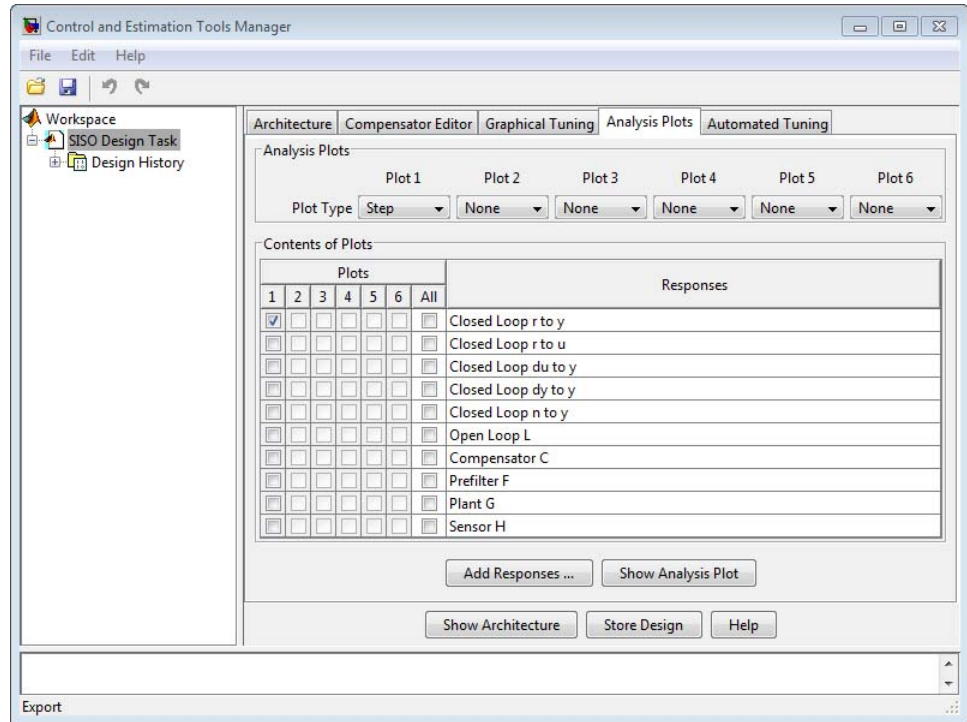 Control and Estimation Tools Manager
File Edit Help
Workspace
SISO Design Task
Design History
Architecture Compensator Editor Graphical Tuning Analysis Plots Automated Tuning
Analysis Plots
Plot 1 Plot 2 Plot 3 Plot 4 Plot 5 Plot 6
Plot Type Step None None None None None
Contents of Plots
Plots Responses
1 2 3 4 5 6 All
Closed Loop r to y
Closed Loop r to u
Closed Loop du to y
Closed Loop dy to y
Closed Loop n to y
Open Loop L
Compensator C
Prefilter F
Plant G
Sensor H
Add Responses ... Show Analysis Plot
Show Architecture Store Design Help
Export